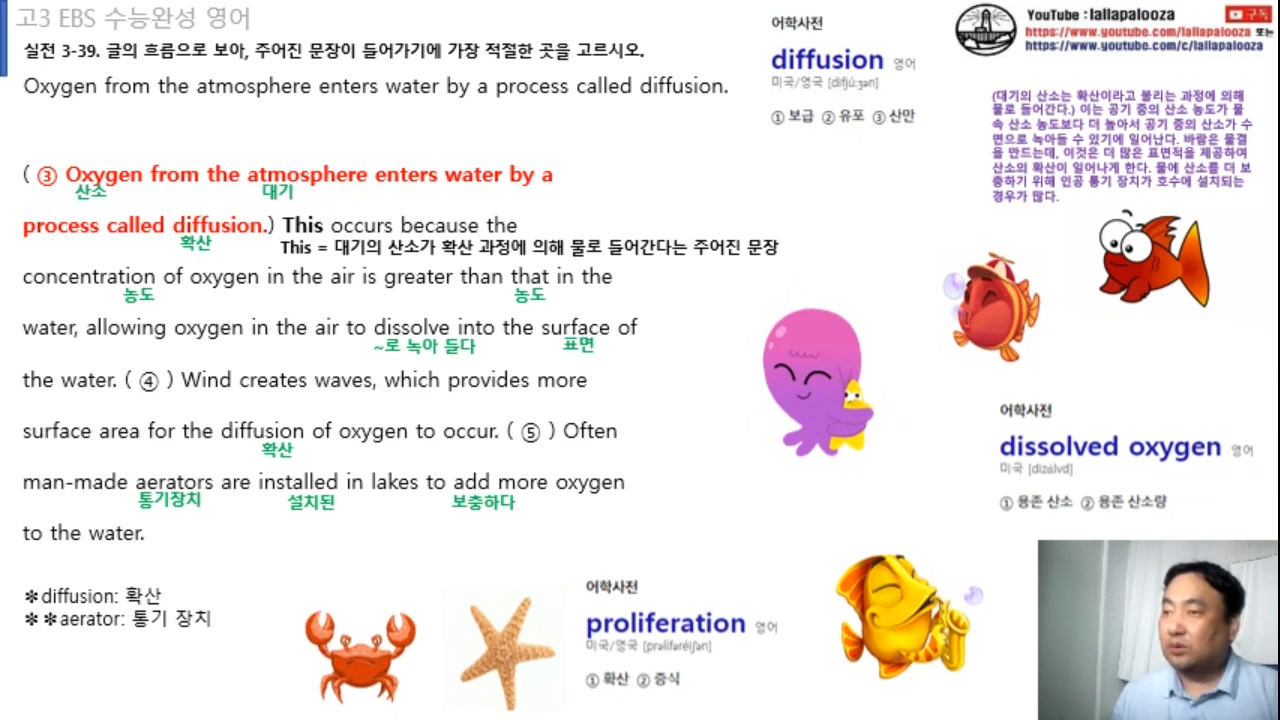 고3 EBS 수능완성 영어
실전 3-39. 글의 흐름으로 보아, 주어진 문장이 들어가기에 가장 적절한 곳을 고르시오.
Oxygen from the atmosphere enters water by a process called diffusion.
( ③ Oxygen from the atmosphere enters water by a
산소 대기
process called diffusion.) This occurs because the
확산 This = 대기의 산소가 확산 과정에 의해 물로 들어간다는 주어진 문장
concentration of oxygen in the air is greater than that in the
농도 농도
water, allowing oxygen in the air to dissolve into the surface of
~로 녹아 들다 표면
the water. ( ④ ) Wind creates waves, which provides more
surface area for the diffusion of oxygen to occur. ( ⑤ ) Often
확산
man-made aerators are installed in lakes to add more oxygen
통기장치 설치된 보충하다
to the water.
✻diffusion: 확산
✻✻aerator: 통기 장치
어학사전
diffusion 영어
미국/영국 [difjúːʒən]
① 보급 ② 유포 ③ 산만
YouTube : lallapalooza
구독
https://www.youtube.com/lallapalooza 또는
https://www.youtube.com/c/lallapalooza
(대기의 산소는 확산이라고 불리는 과정에 의해
물로 들어간다.) 이는 공기 중의 산소 농도가 물
속 산소 농도보다 더 높아서 공기 중의 산소가 수
면으로 녹아들 수 있기에 일어난다. 바람은 물결
을 만드는데, 이것은 더 많은 표면적을 제공하여
산소의 확산이 일어나게 한다. 물에 산소를 더 보
충하기 위해 인공 통기 장치가 호수에 설치되는
경우가 많다.
어학사전
dissolved oxygen 영어
미국 [dizálvd]
① 용존 산소 ② 용존 산소량
어학사전
proliferation 영어
미국/영국 [prəlìfəréiʃən]
① 확산 ② 증식